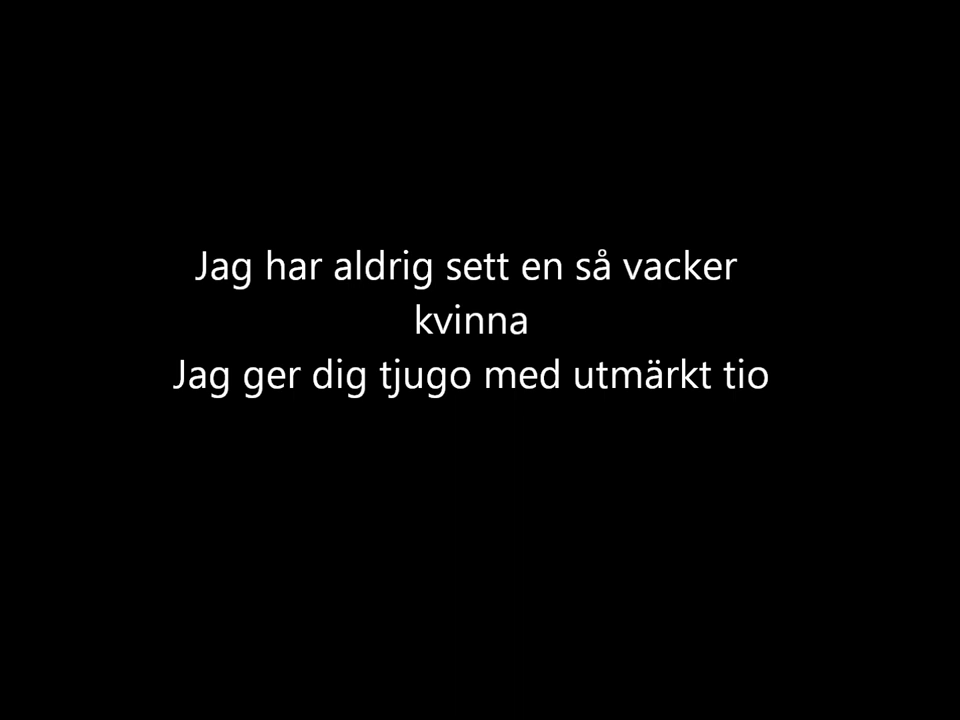 Jag har aldrig sett en så vacker
kvinna
Jag ger dig tjugo med utmärkt tio